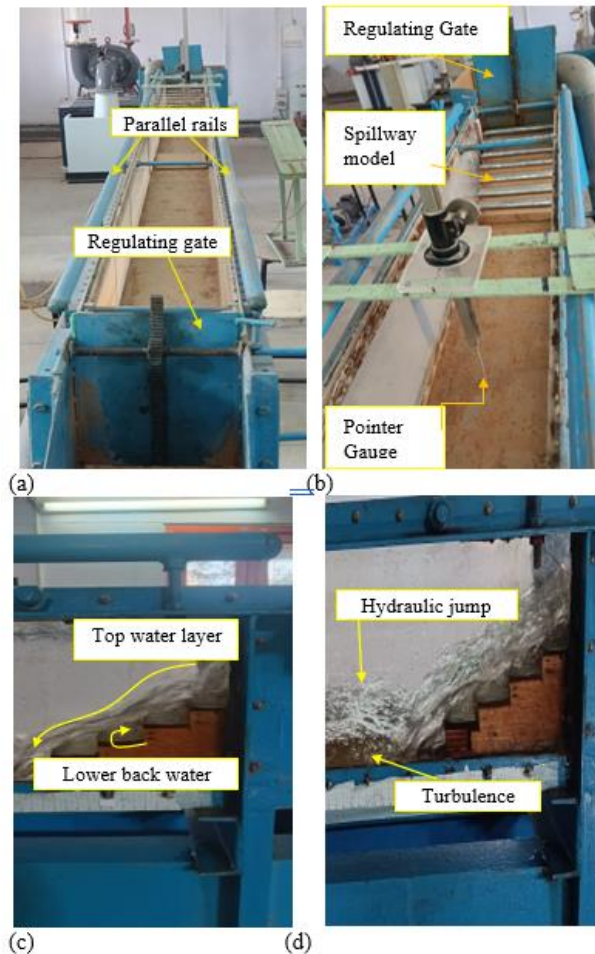 Parallel rails
Regulating gate
(a)
Regulating Gate
Spillway
model
Pointer
Gauge
(b)
Top water layer
Lower back water
(c)
Hydraulic jump
Turbulence
(d)